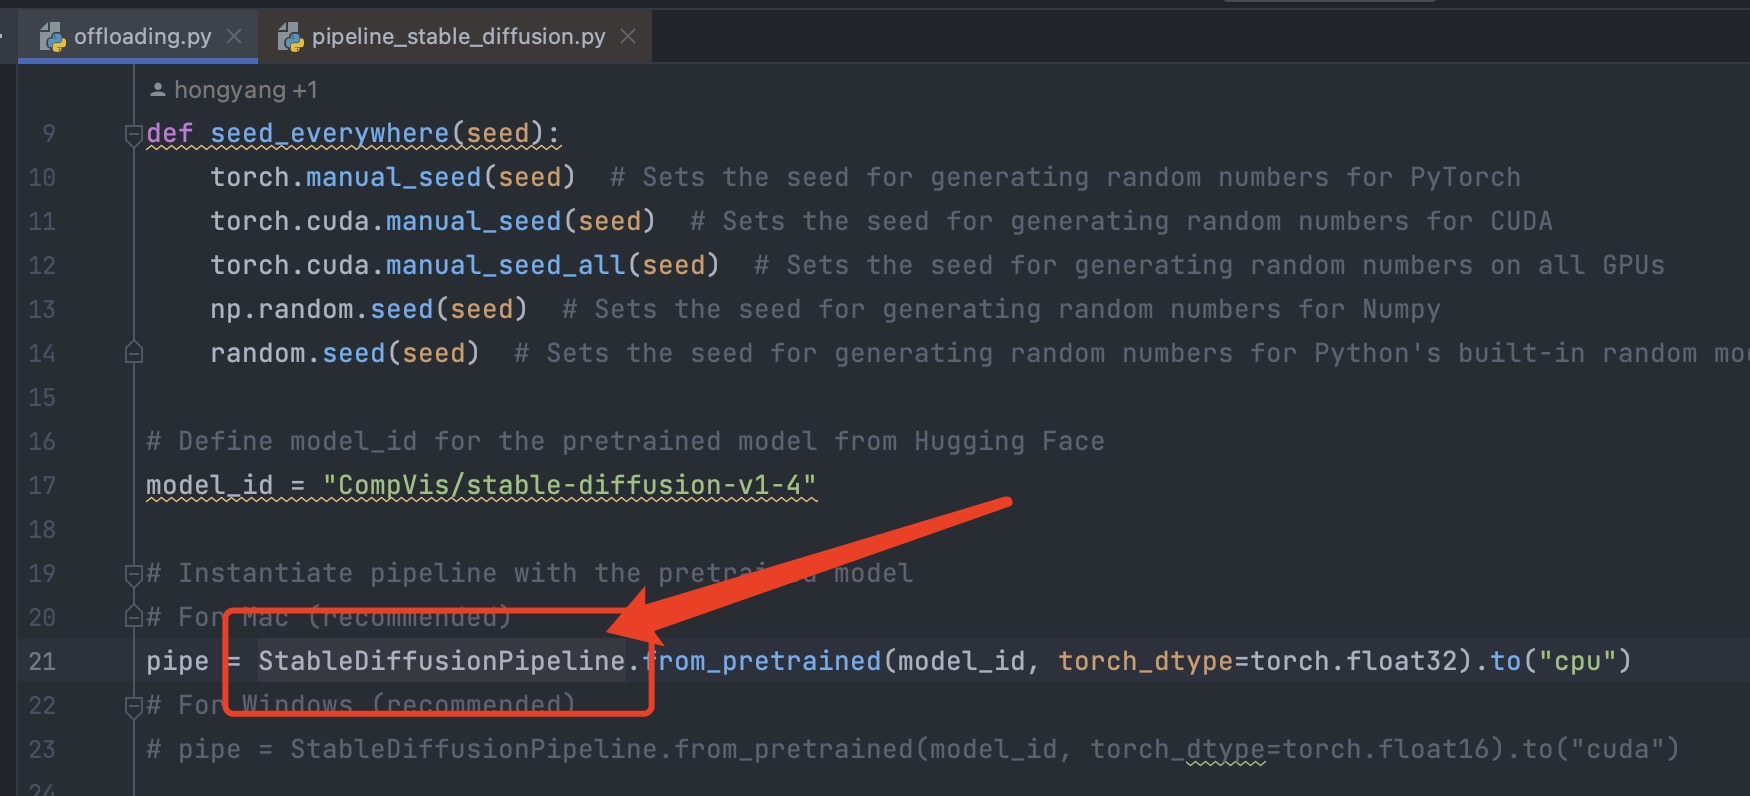 offloading.py
pipeline_stable_diffusion.py
hongyang +1
9 def seed_everywhere(seed):
10 torch.manual_seed(seed)  # Sets the seed for generating random numbers for PyTorch
11 torch.cuda.manual_seed(seed)  # Sets the seed for generating random numbers for CUDA
12 torch.cuda.manual_seed_all(seed)  # Sets the seed for generating random numbers on all GPUs
13 np.random.seed(seed)  # Sets the seed for generating random numbers for Numpy
14 random.seed(seed)  # Sets the seed for generating random numbers for Python's built-in random
15
16 # Define model_id for the pretrained model from Hugging Face
17 model_id = "CompVis/stable-diffusion-v1-4"
18
19 # Instantiate pipeline with the pretrained model
20 # For Mac (recommended)
21 pipe = StableDiffusionPipeline.from_pretrained(model_id, torch_dtype=torch.float32).to("cpu")
22 # For Windows (recommended)
23 # pipe = StableDiffusionPipeline.from_pretrained(model_id, torch_dtype=torch.float16).to("cuda")
24